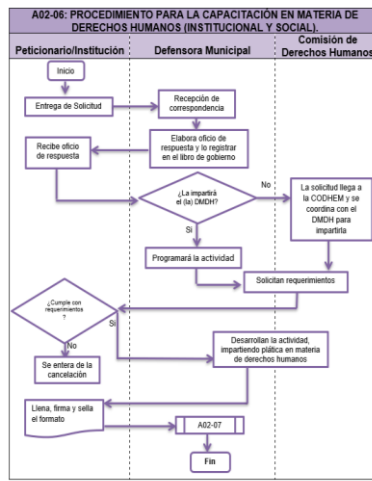 A02-06: PROCEDIMIENTO PARA LA CAPACITACIÓN EN MATERIA DE
DERECHOS HUMANOS (INSTITUCIONAL Y SOCIAL).
Peticionario/Institución
Defensora Municipal
Comisión de
Derechos Humanos
Inicio
Entrega de Solicitud
Recepción de
correspondencia
Elabora oficio de
respuesta y lo registrar
en el libro de gobierno
Recibe oficio
de respuesta
¿La impartirá
el (la) DMDH?
No
Si
La solicitud llega a
la CODHEM y se
coordina con el
DMDH para
impartirla
Programará la actividad
Solicitan requerimientos
¿Cumple con
requerimientos
?
Si
No
Se entera de la
cancelación
Desarrollan la actividad,
impartiendo plática en materia
de derechos humanos
Llena, firma y sella
el formato
A02-07
Fin